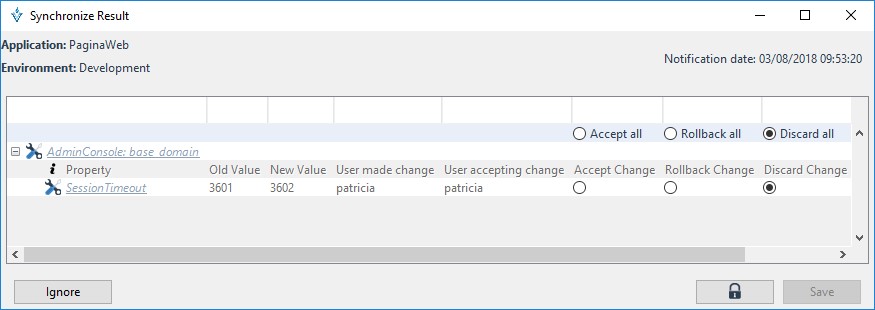 Synchronize Result
Application: PaginaWeb
Notification date: 03/08/2018 09:53:20
Environment: Development
Accept all Rollback all Discard all
AdminConsole: base_domain
i Property Old Value New Value User made change User accepting change Accept Change Rollback Change Discard Change
SessionTimeout 3601 3602 patricia patricia
Ignore Save